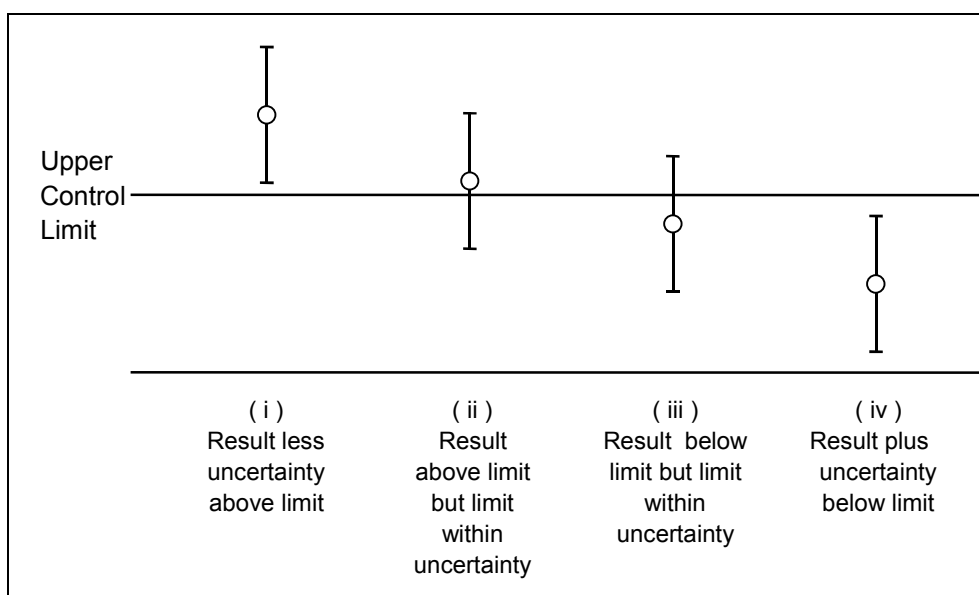 Upper
Control
Limit
( i )
Result less
uncertainty
above limit
( ii )
Result
above limit
but limit
within
uncertainty
( iii )
Result below
limit but limit
within
uncertainty
( iv )
Result plus
uncertainty
below limit